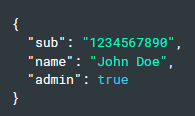 {
  "sub": "1234567890",
  "name": "John Doe",
  "admin": true
}